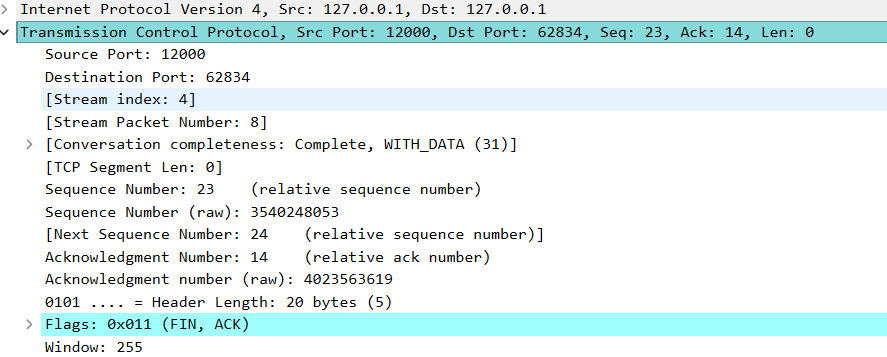 Internet Protocol Version 4, Src: 127.0.0.1, Dst: 127.0.0.1
Transmission Control Protocol, Src Port: 12000, Dst Port: 62834, Seq: 23, Ack: 14, Len: 0
Source Port: 12000
Destination Port: 62834
[Stream index: 4]
[Stream Packet Number: 8]
[Conversation completeness: Complete, WITH_DATA (31)]
[TCP Segment Len: 0]
Sequence Number: 23    (relative sequence number)
Sequence Number (raw): 3540248053
[Next Sequence Number: 24    (relative sequence number)]
Acknowledgment Number: 14    (relative ack number)
Acknowledgment number (raw): 4023563619
0101 .... = Header Length: 20 bytes (5)
Flags: 0x011 (FIN, ACK)
Window: 255